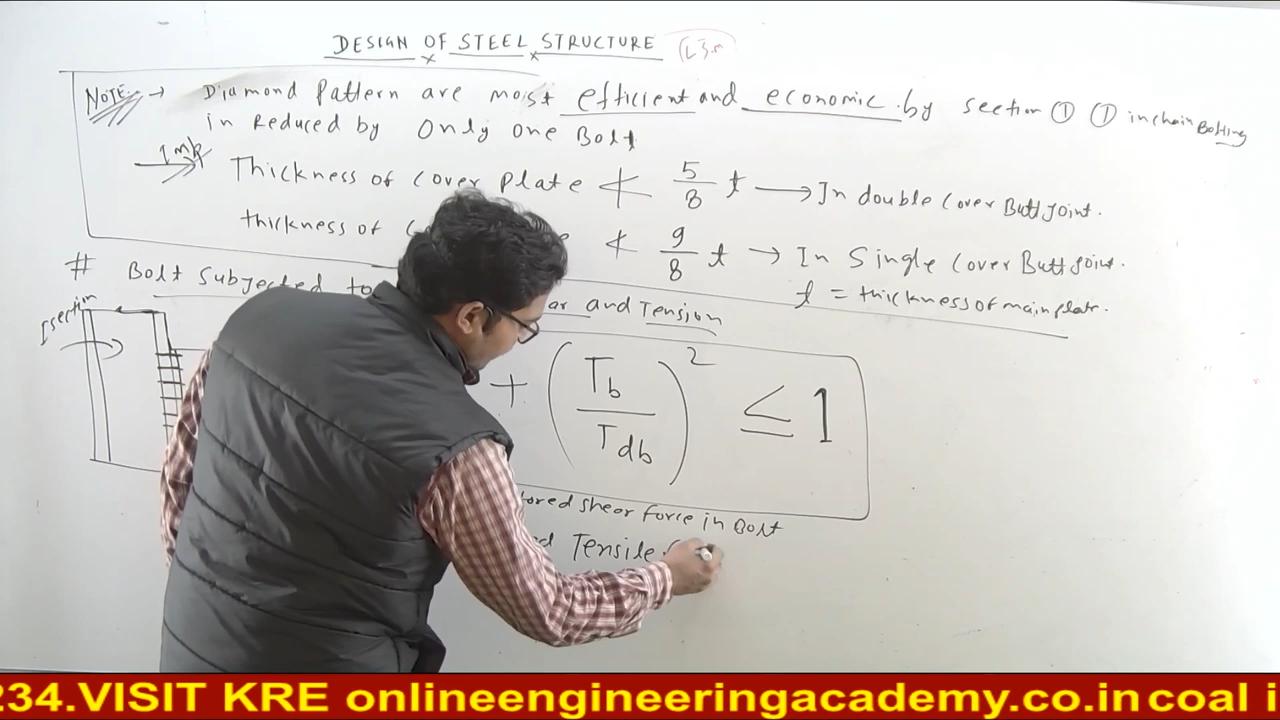 DESIGN OF STEEL STRUCTURE
NOTE → Diamond Pattern are most efficient and economic by section ① ① in chain Bolting
in Reduced by Only one Bolt
1 mk → Thickness of Cover Plate ≮ 5/8 t → In double Cover Butt Joint.
thickness of ≮ 9/8 t → In Single Cover Butt Joint.
t = thickness of main plate.
# Bolt Subjected to and Tension
I section
+ (Tb/Tdb)² ≤ 1
shear force in Bolt
Tensile
234.VISIT KRE onlineengineeringacademy.co.in coal i